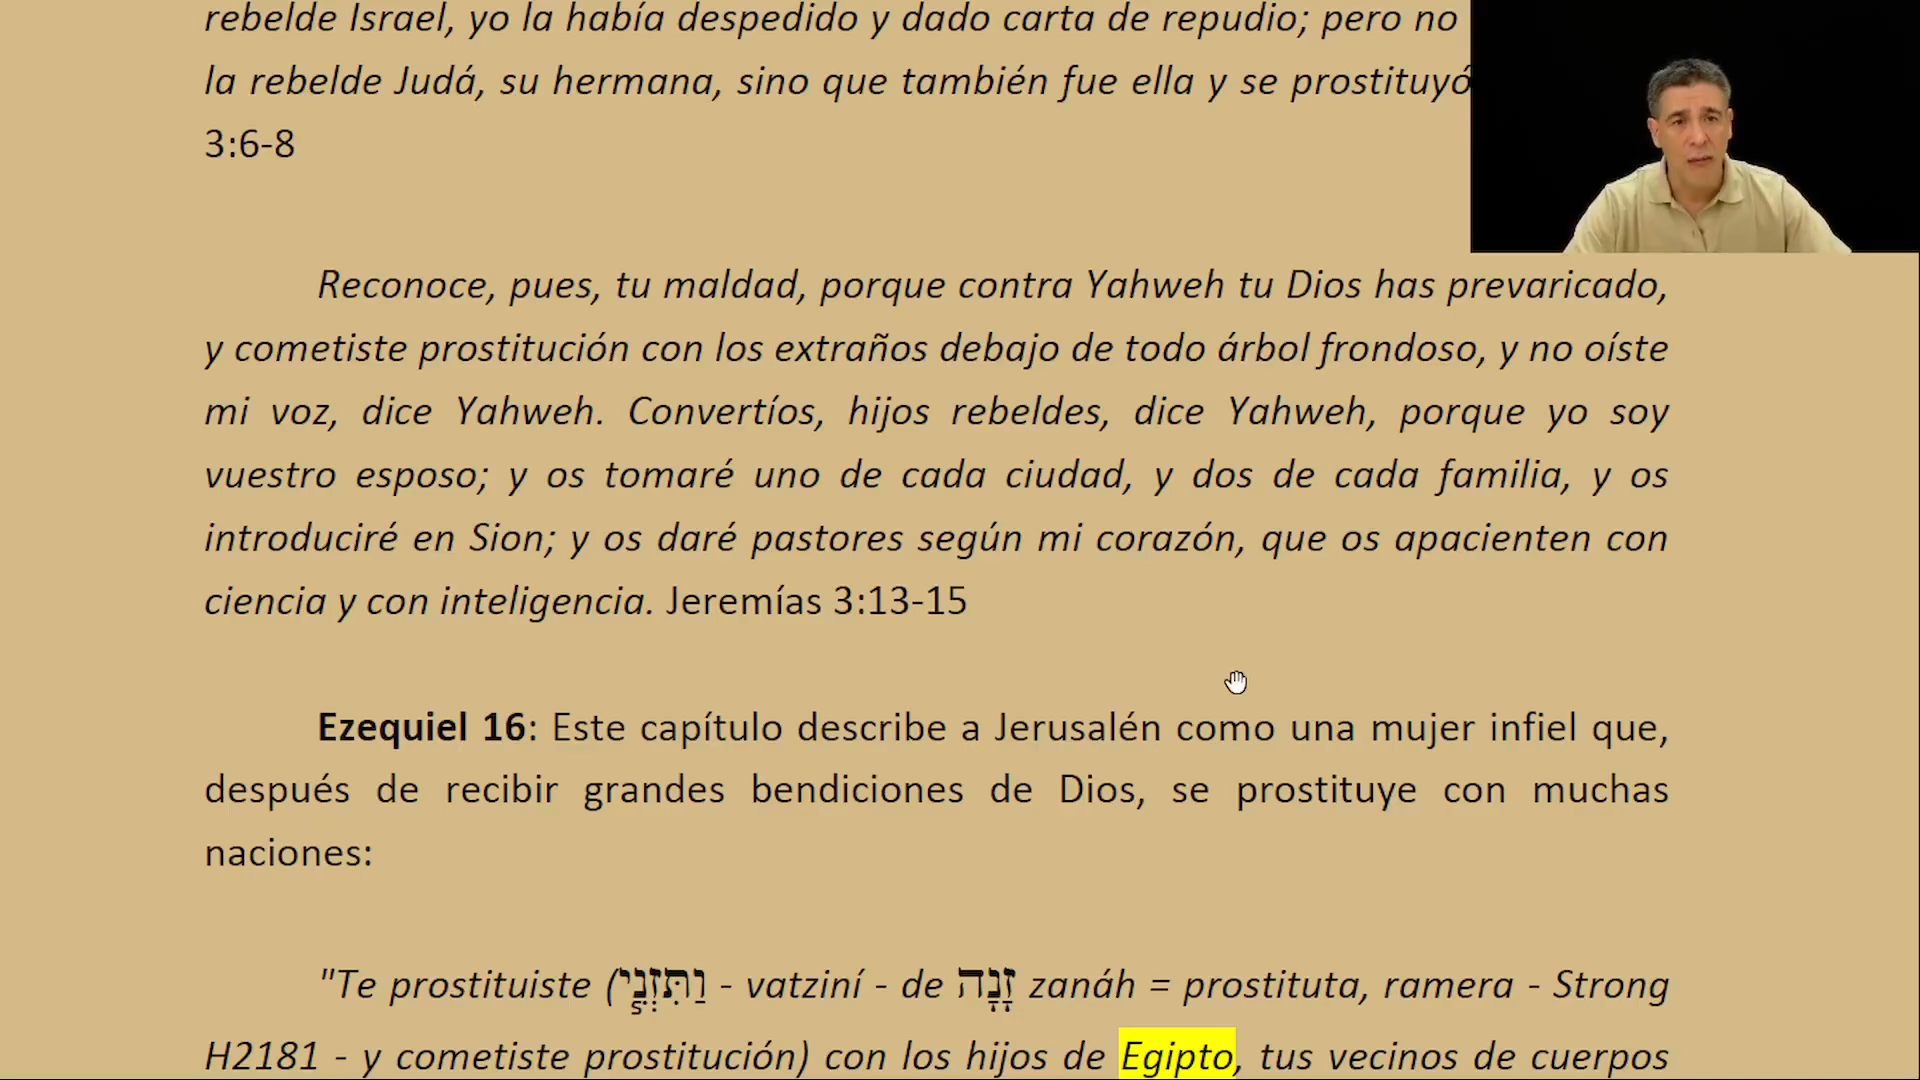 rebelde Israel, yo la había despedido y dado carta de repudio; pero no
la rebelde Judá, su hermana, sino que también fue ella y se prostituyó
3:6-8
Reconoce, pues, tu maldad, porque contra Yahweh tu Dios has prevaricado,
y cometiste prostitución con los extraños debajo de todo árbol frondoso, y no oíste
mi voz, dice Yahweh. Convertíos, hijos rebeldes, dice Yahweh, porque yo soy
vuestro esposo; y os tomaré uno de cada ciudad, y dos de cada familia, y os
introduciré en Sion; y os daré pastores según mi corazón, que os apacienten con
ciencia y con inteligencia. Jeremías 3:13-15
Ezequiel 16: Este capítulo describe a Jerusalén como una mujer infiel que,
después de recibir grandes bendiciones de Dios, se prostituye con muchas
naciones:
"Te prostituiste (וַתִּזְנִ֧י - vatziní - de זָנָה zanáh = prostituta, ramera - Strong
H2181 - y cometiste prostitución) con los hijos de Egipto, tus vecinos de cuerpos